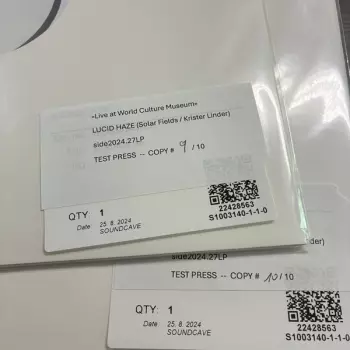 »Live at World Culture Museum«
LUCID HAZE (Solar Fields / Krister Linder)
side2024.27LP
TEST PRESS -- COPY # 9 / 10
QTY 1
Date 25. 8. 2024
SOUNDCAVE
22428563
S1003140-1-1-0
nder)
side2024.27LP
TEST PRESS -- COPY # 10 / 10
QTY: 1
Date 25. 8. 2024
SOUNDCAVE
22428563
S1003140-1-1-0